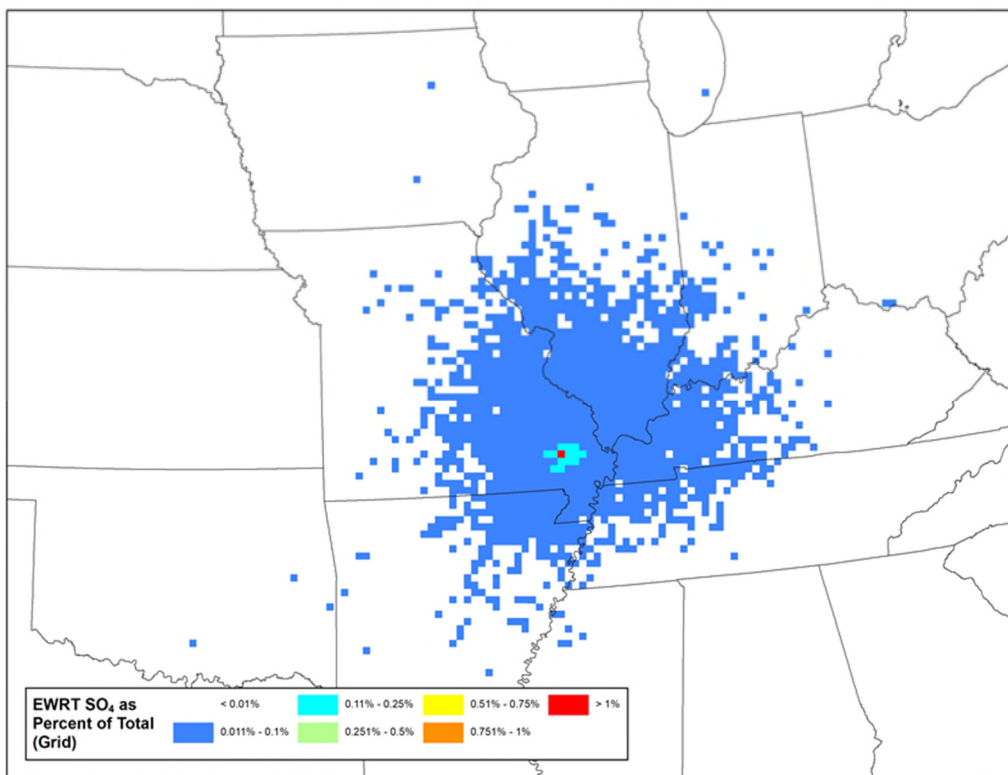 EWRT SO₄ as
Percent of Total
(Grid)
< 0.01%
0.011% - 0.1%
0.11% - 0.25%
0.251% - 0.5%
0.51% - 0.75%
0.751% - 1%
> 1%